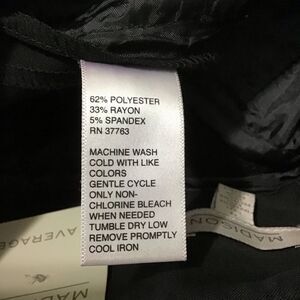 62% POLYESTER
33% RAYON
5% SPANDEX
RN 37763
MACHINE WASH
COLD WITH LIKE
COLORS
GENTLE CYCLE
ONLY NON-
CHLORINE BLEACH
WHEN NEEDED
TUMBLE DRY LOW
REMOVE PROMPTLY
COOL IRON
MADISON
AVERAGE
MAD